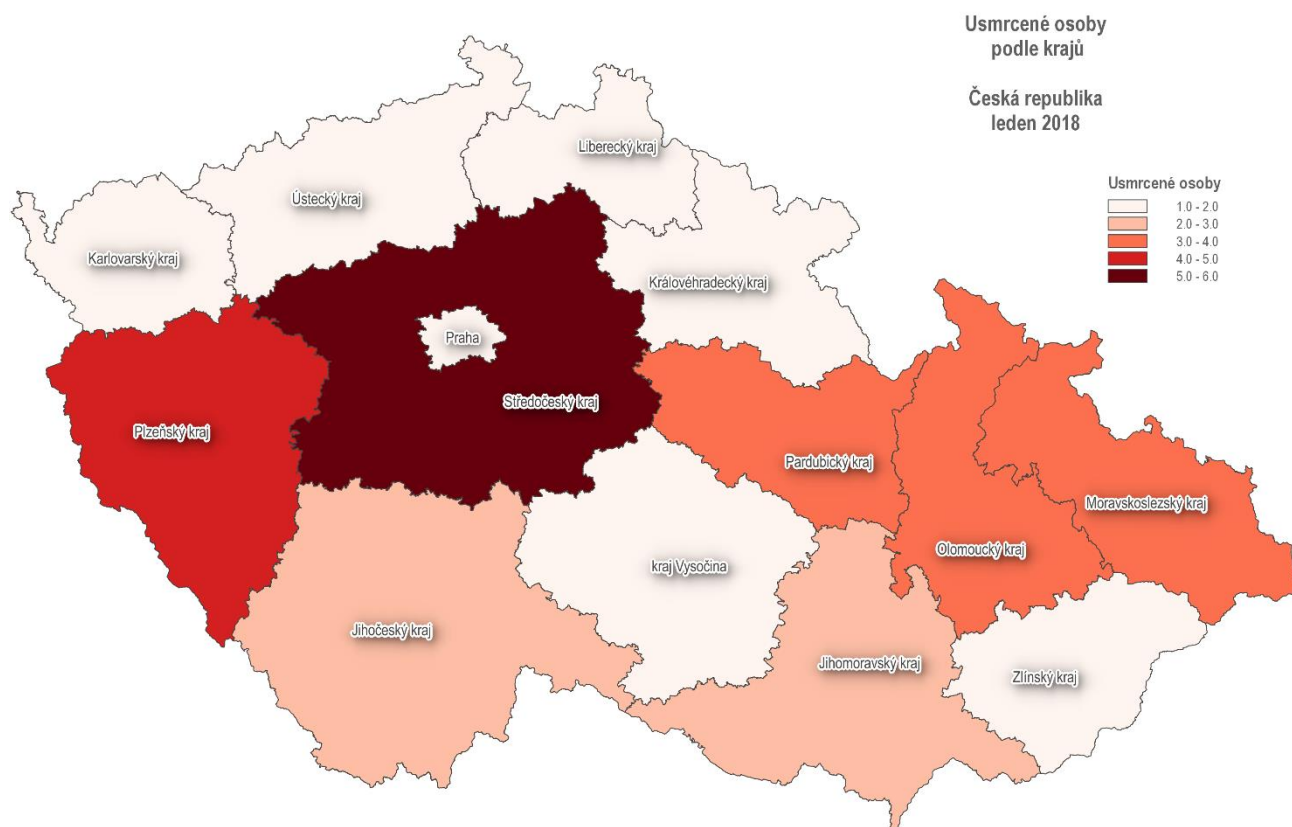 Usmrcené osoby
podle krajů
Česká republika
leden 2018
Usmrcené osoby
1.0 - 2.0
2.0 - 3.0
3.0 - 4.0
4.0 - 5.0
5.0 - 6.0
Liberecký kraj
Ústecký kraj
Karlovarský kraj
Královéhradecký kraj
Praha
Středočeský kraj
Plzeňský kraj
Pardubický kraj
Moravskoslezský kraj
Olomoucký kraj
kraj Vysočina
Jihočeský kraj
Jihomoravský kraj
Zlínský kraj